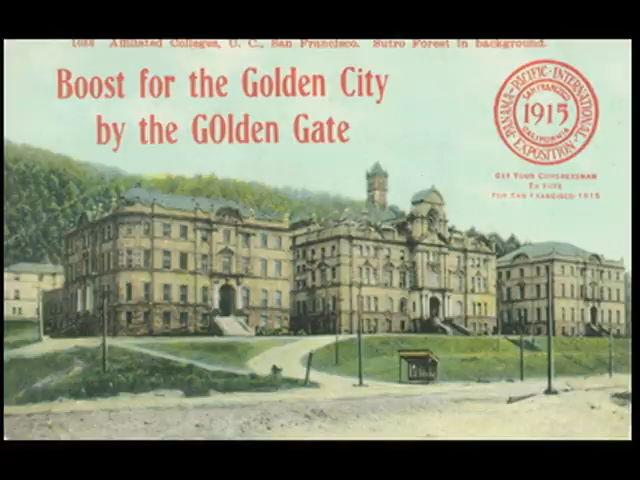 1684 Affiliated Colleges, U. C., San Francisco. Sutro Forest in background.
Boost for the Golden City
by the GOlden Gate
PANAMA-PACIFIC-INTERNATIONAL
EXPOSITION
SAN FRANCISCO
1915
CALIFORNIA
GET YOUR CONGRESSMAN
TO VOTE
FOR SAN FRANCISCO-1915